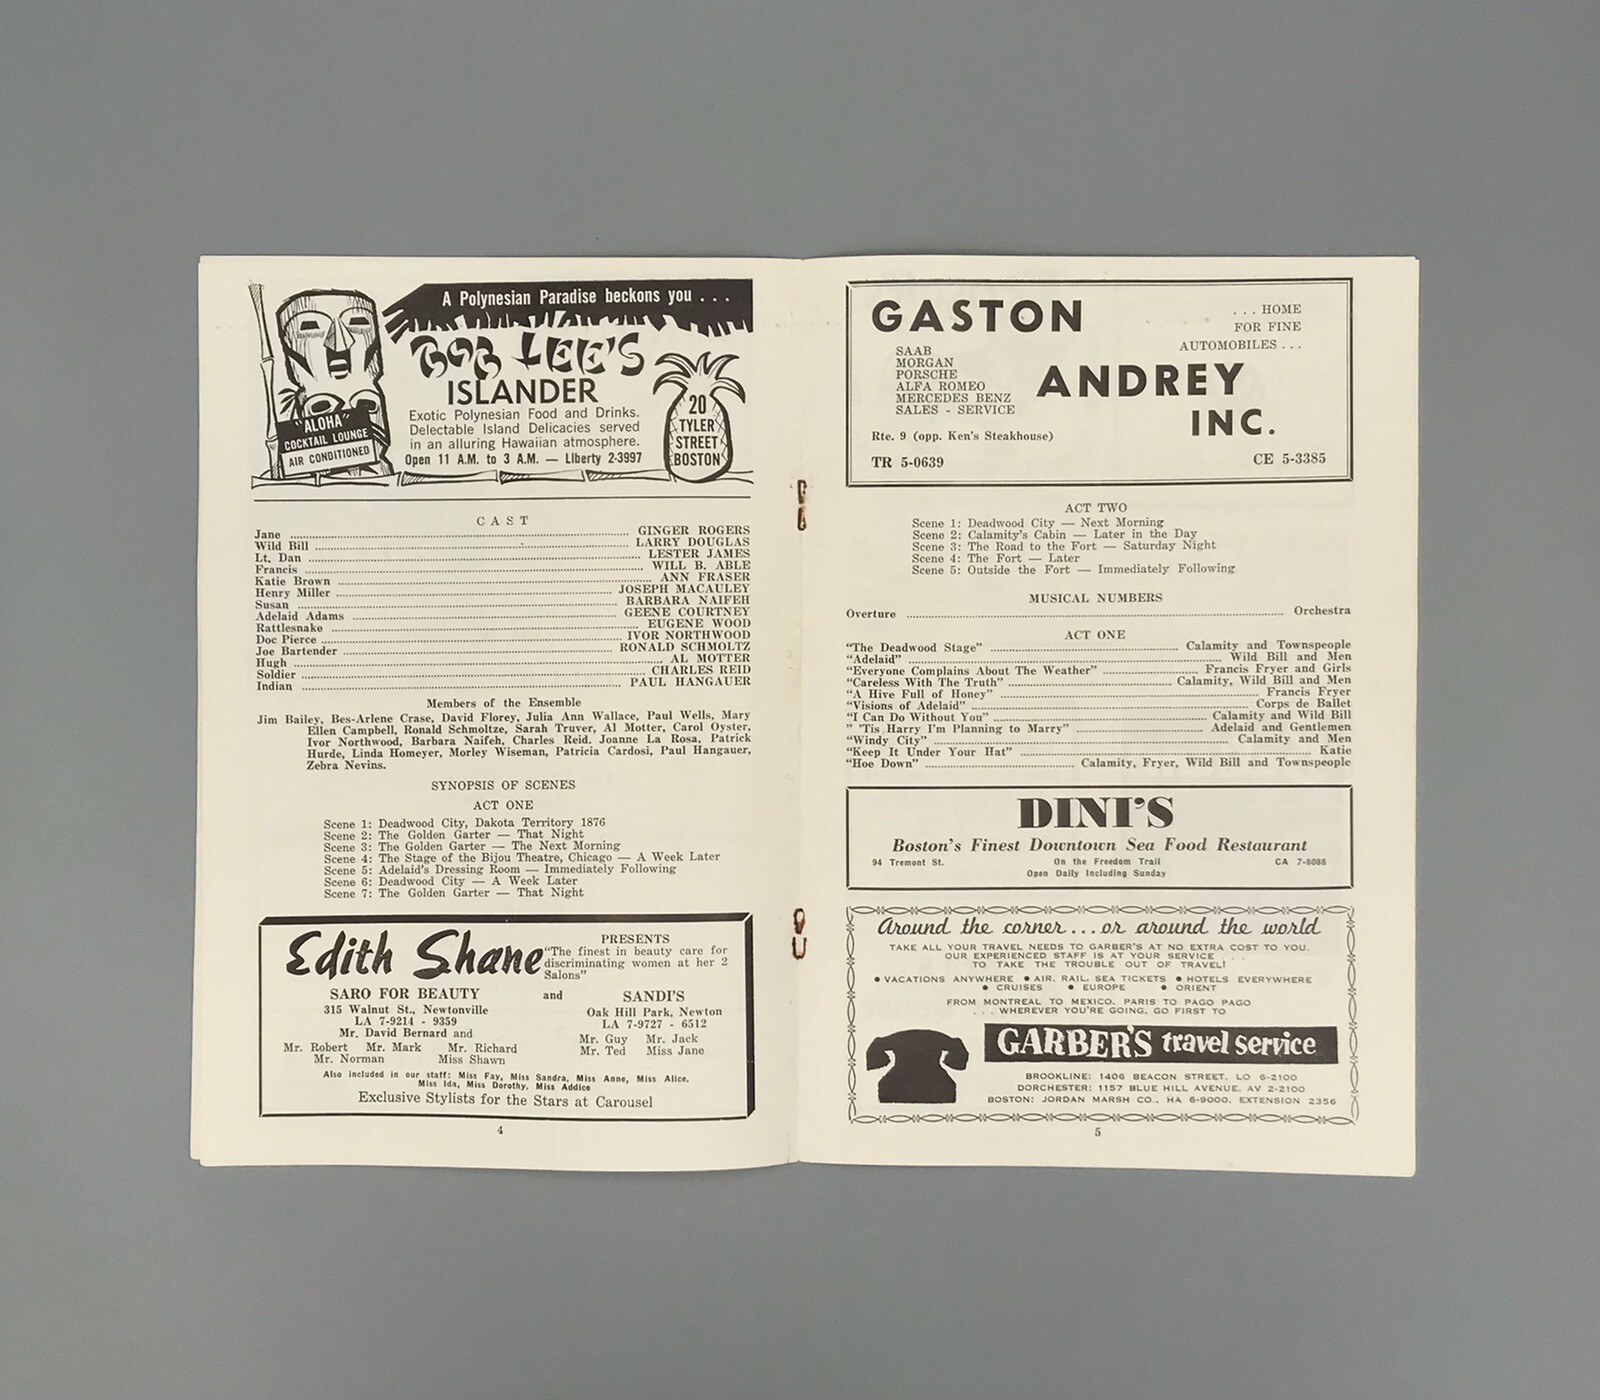 A Polynesian Paradise beckons you . . .
BOB LEE'S
ISLANDER
Exotic Polynesian Food and Drinks.
Delectable Island Delicacies served
in an alluring Hawaiian atmosphere.
Open 11 A.M. to 3 A.M. — LIberty 2-3997
"ALOHA"
COCKTAIL LOUNGE
AIR CONDITIONED
20
TYLER
STREET
BOSTON
CAST
Jane ........ GINGER ROGERS
Wild Bill ........ LARRY DOUGLAS
Lt. Dan ........ LESTER JAMES
Francis ........ WILL B. ABLE
Katie Brown ........ ANN FRASER
Henry Miller ........ JOSEPH MACAULEY
Susan ........ BARBARA NAIFEH
Adelaid Adams ........ GEENE COURTNEY
Rattlesnake ........ EUGENE WOOD
Doc Pierce ........ IVOR NORTHWOOD
Joe Bartender ........ RONALD SCHMOLTZ
Hugh ........ AL MOTTER
Soldier ........ CHARLES REID
Indian ........ PAUL HANGAUER
Members of the Ensemble
Jim Bailey, Bes-Arlene Crase, David Florey, Julia Ann Wallace, Paul Wells, Mary
Ellen Campbell, Ronald Schmoltze, Sarah Truver, Al Motter, Carol Oyster,
Ivor Northwood, Barbara Naifeh, Charles Reid, Joanne La Rosa, Patrick
Hurde, Linda Homeyer, Morley Wiseman, Patricia Cardosi, Paul Hangauer,
Zebra Nevins.
SYNOPSIS OF SCENES
ACT ONE
Scene 1: Deadwood City, Dakota Territory 1876
Scene 2: The Golden Garter — That Night
Scene 3: The Golden Garter — The Next Morning
Scene 4: The Stage of the Bijou Theatre, Chicago — A Week Later
Scene 5: Adelaid's Dressing Room — Immediately Following
Scene 6: Deadwood City — A Week Later
Scene 7: The Golden Garter — That Night
Edith Shane
PRESENTS
"The finest in beauty care for
discriminating women at her 2
Salons"
SARO FOR BEAUTY and SANDI'S
315 Walnut St., Newtonville
LA 7-9214 - 9359
Mr. David Bernard and
Mr. Robert Mr. Mark Mr. Richard
Mr. Norman Miss Shawn
Oak Hill Park, Newton
LA 7-9727 - 6512
Mr. Guy Mr. Jack
Mr. Ted Miss Jane
Also included in our staff: Miss Fay, Miss Sandra, Miss Anne, Miss Alice,
Miss Ida, Miss Dorothy, Miss Addice
Exclusive Stylists for the Stars at Carousel
4
GASTON
. . . HOME
FOR FINE
AUTOMOBILES . . .
SAAB
MORGAN
PORSCHE
ALFA ROMEO
MERCEDES BENZ
SALES - SERVICE
ANDREY
INC.
Rte. 9 (opp. Ken's Steakhouse)
TR 5-0639 CE 5-3385
ACT TWO
Scene 1: Deadwood City — Next Morning
Scene 2: Calamity's Cabin — Later in the Day
Scene 3: The Road to the Fort — Saturday Night
Scene 4: The Fort — Later
Scene 5: Outside the Fort — Immediately Following
MUSICAL NUMBERS
Overture ........ Orchestra
ACT ONE
"The Deadwood Stage" ........ Calamity and Townspeople
"Adelaid" ........ Wild Bill and Men
"Everyone Complains About The Weather" ........ Francis Fryer and Girls
"Careless With The Truth" ........ Calamity, Wild Bill and Men
"A Hive Full of Honey" ........ Francis Fryer
"Visions of Adelaid" ........ Corps de Ballet
"I Can Do Without You" ........ Calamity and Wild Bill
" 'Tis Harry I'm Planning to Marry" ........ Adelaid and Gentlemen
"Windy City" ........ Calamity and Men
"Keep It Under Your Hat" ........ Katie
"Hoe Down" ........ Calamity, Fryer, Wild Bill and Townspeople
DINI'S
Boston's Finest Downtown Sea Food Restaurant
94 Tremont St. On the Freedom Trail CA 7-8088
Open Daily Including Sunday
Around the corner . . . or around the world
TAKE ALL YOUR TRAVEL NEEDS TO GARBER'S AT NO EXTRA COST TO YOU.
OUR EXPERIENCED STAFF IS AT YOUR SERVICE . . .
TO TAKE THE TROUBLE OUT OF TRAVEL!
• VACATIONS ANYWHERE • AIR, RAIL, SEA TICKETS • HOTELS EVERYWHERE
• CRUISES • EUROPE • ORIENT
FROM MONTREAL TO MEXICO, PARIS TO PAGO PAGO
. . . WHEREVER YOU'RE GOING, GO FIRST TO
GARBER'S travel service
BROOKLINE: 1406 BEACON STREET, LO 6-2100
DORCHESTER: 1157 BLUE HILL AVENUE, AV 2-2100
BOSTON: JORDAN MARSH CO., HA 6-9000, EXTENSION 2356
5